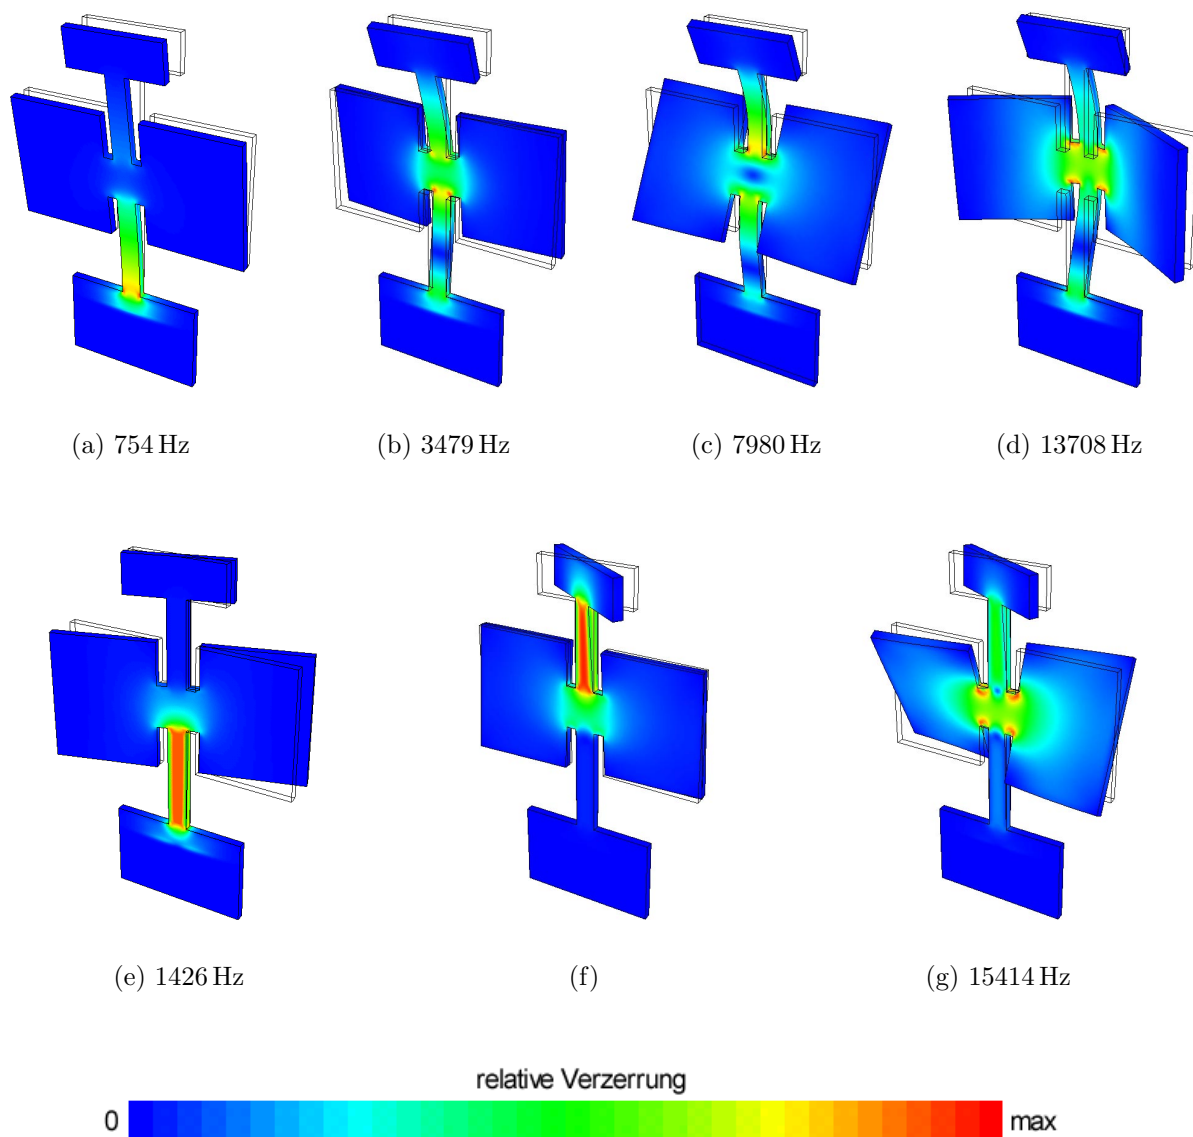 (a) 754 Hz
(b) 3479 Hz
(c) 7980 Hz
(d) 13708 Hz
(e) 1426 Hz
(f)
(g) 15414 Hz
relative Verzerrung
0
max